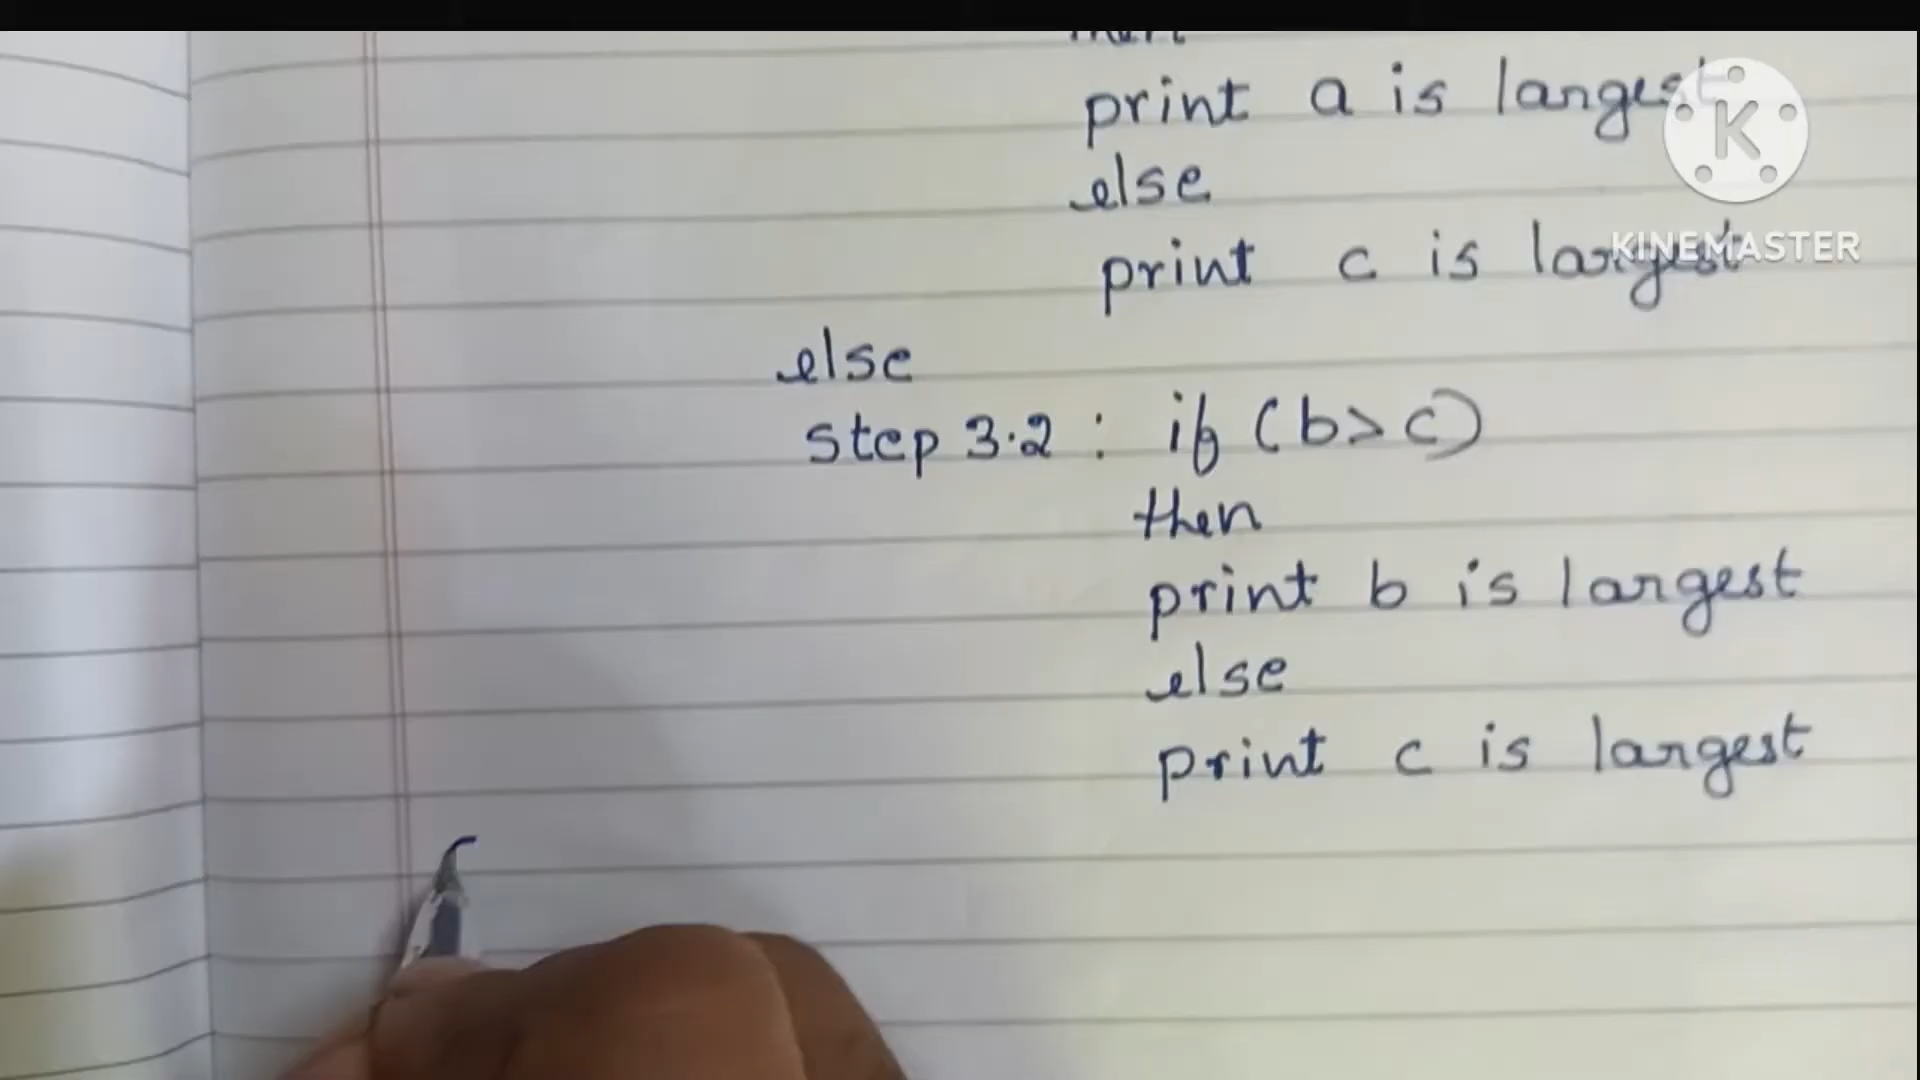 then
print a is largest
else
print c is largest
else
step 3.2 : if (b>c)
then
print b is largest
else
print c is largest
K
KINEMASTER